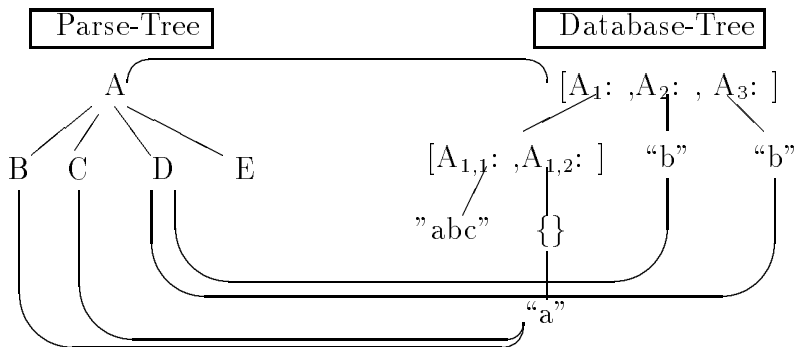 Parse-Tree Database-Tree
A [A1: ,A2: , A3: ]
B C D E [A1,1: ,A1,2: ] “b” “b”
”abc” {}
“a”